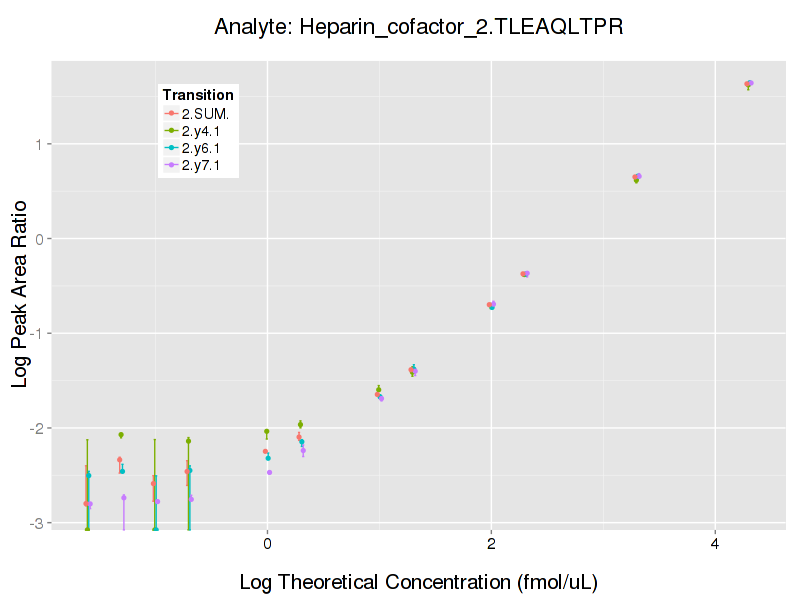 Analyte: Heparin_cofactor_2.TLEAQLTPR
Transition
2.SUM.
2.y4.1
2.y6.1
2.y7.1
Log Peak Area Ratio
1
0
-1
-2
-3
0
2
4
Log Theoretical Concentration (fmol/uL)